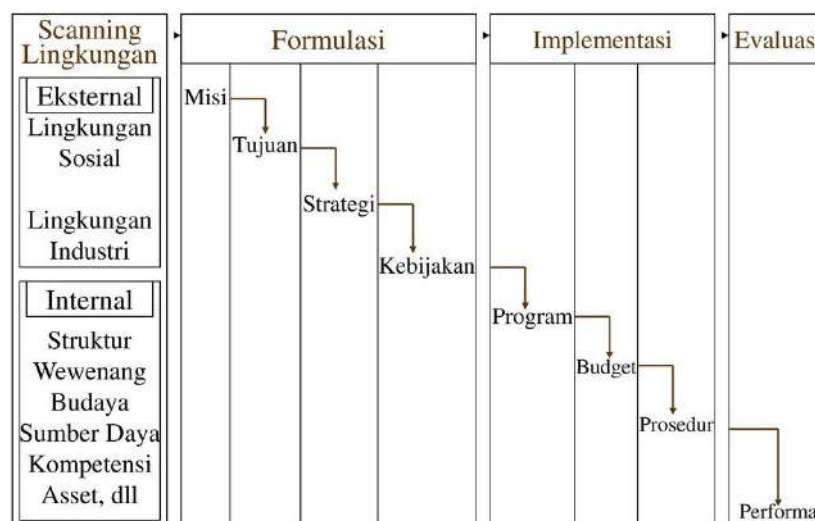 Scanning
Lingkungan
Formulasi
Implementasi
Evaluas
Eksternal
Lingkungan
Sosial
Lingkungan
Industri
Internal
Struktur
Wewenang
Budaya
Sumber Daya
Kompetensi
Asset, dll
Misi
Tujuan
Strategi
Kebijakan
Program
Budget
Prosedur
Performa